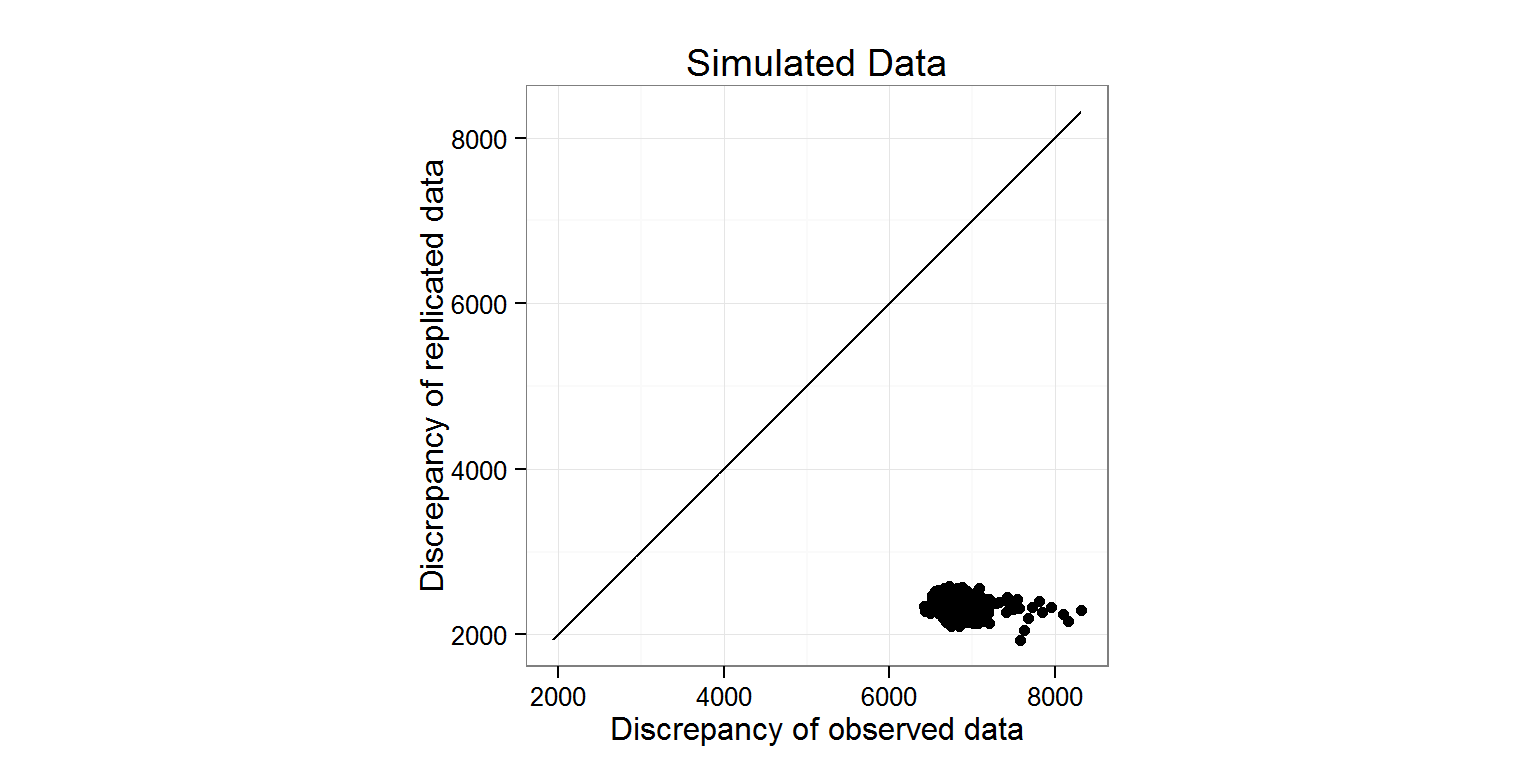 Simulated Data
Discrepancy of replicated data
8000
6000
4000
2000
2000 4000 6000 8000
Discrepancy of observed data